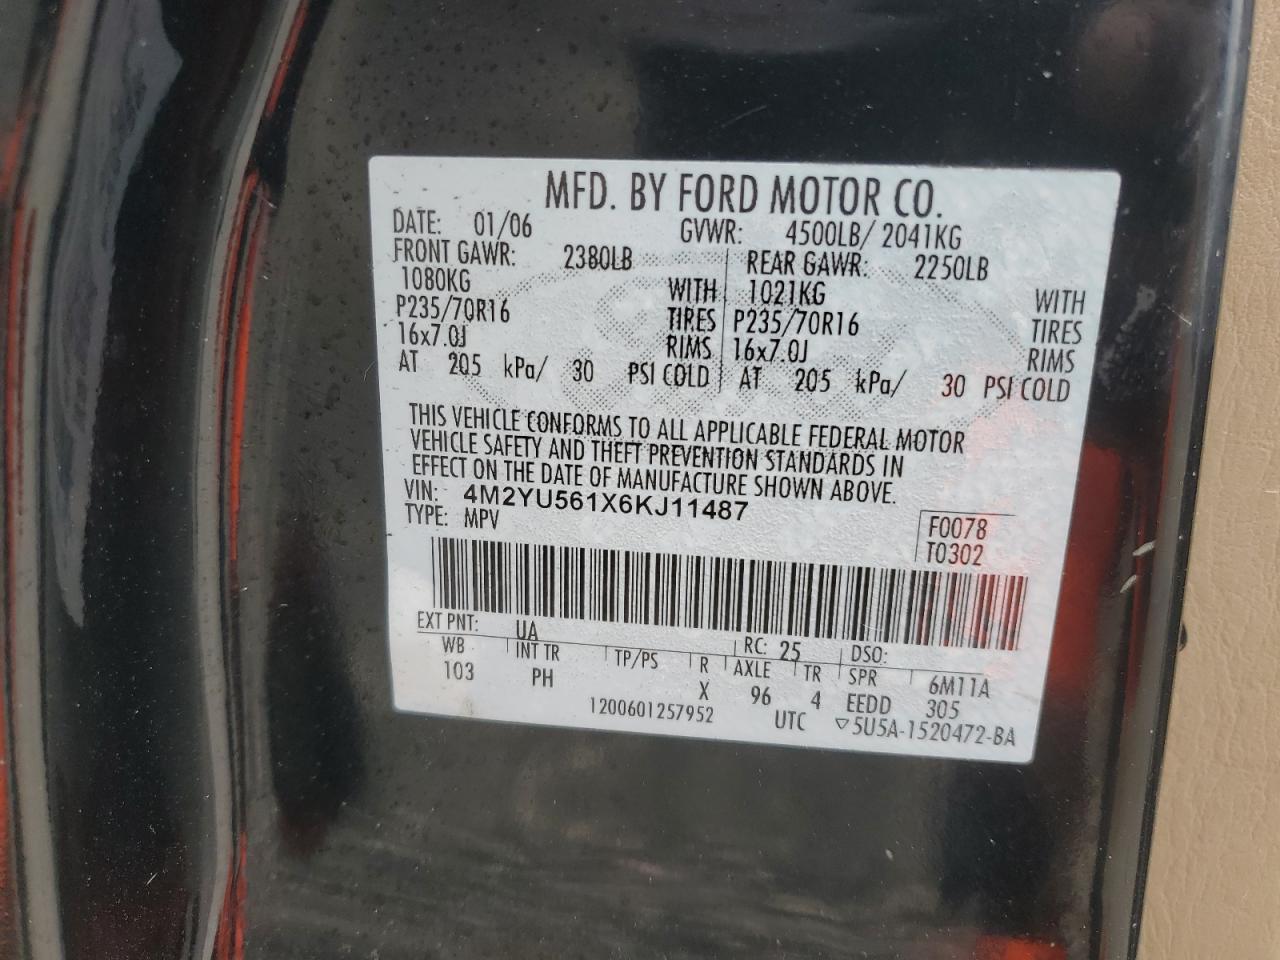 MFD. BY FORD MOTOR CO.
DATE: 01/06 GVWR: 4500LB/ 2041KG
FRONT GAWR: 2380LB REAR GAWR: 2250LB
1080KG WITH 1021KG WITH
P235/70R16 TIRES P235/70R16 TIRES
16x7.0J RIMS 16x7.0J RIMS
AT 205 kPa/ 30 PSI COLD AT 205 kPa/ 30 PSI COLD
THIS VEHICLE CONFORMS TO ALL APPLICABLE FEDERAL MOTOR
VEHICLE SAFETY AND THEFT PREVENTION STANDARDS IN
EFFECT ON THE DATE OF MANUFACTURE SHOWN ABOVE.
VIN: 4M2YU561X6KJ11487
TYPE: MPV F0078
T0302
EXT PNT: UA RC: 25 DSO:
WB INT TR TP/PS R AXLE TR SPR 6M11A
103 PH X 96 4 EEDD 305
1200601257952 UTC ▽5U5A-1520472-BA